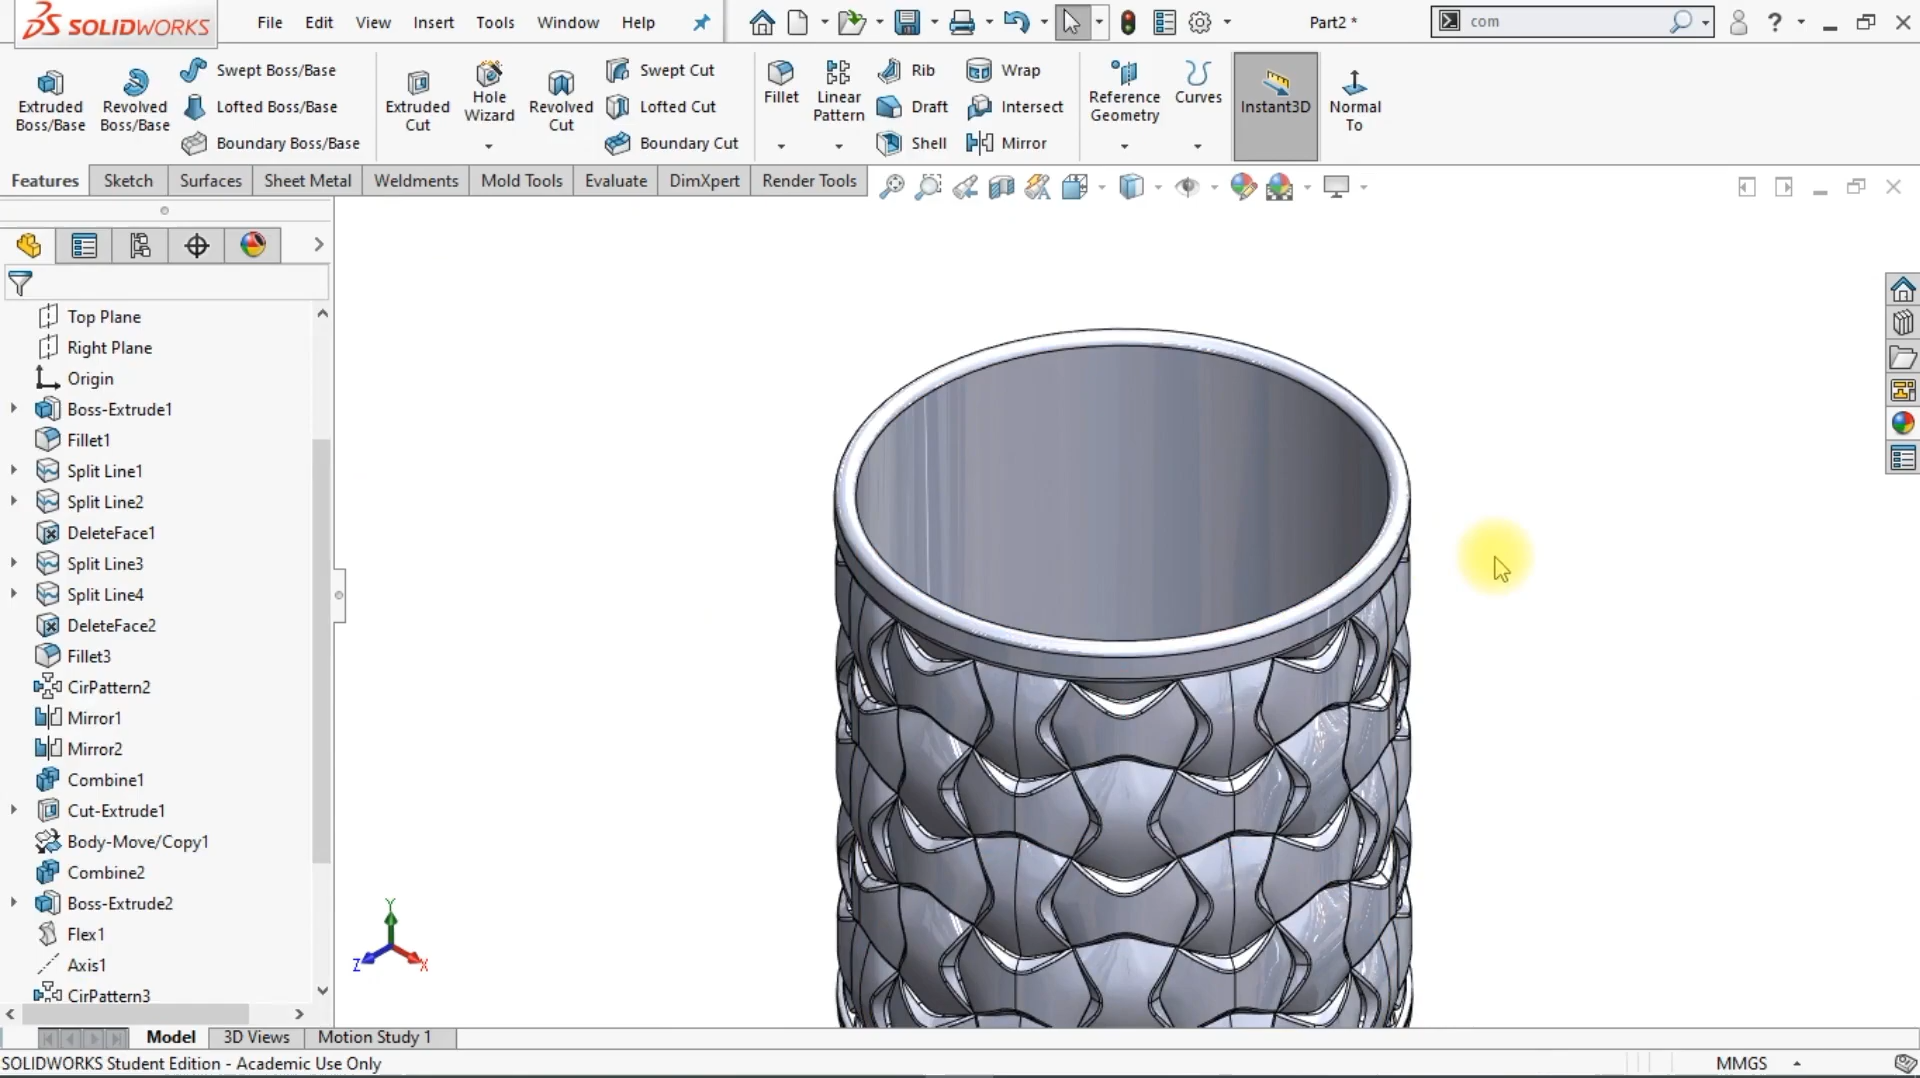 SOLIDWORKS File Edit View Insert Tools Window Help Part2 * com ?
Extruded Boss/Base
Revolved Boss/Base
Swept Boss/Base
Lofted Boss/Base
Boundary Boss/Base
Extruded Cut
Hole Wizard
Revolved Cut
Swept Cut
Lofted Cut
Boundary Cut
Fillet
Linear Pattern
Rib
Draft
Shell
Wrap
Intersect
Mirror
Reference Geometry
Curves
Instant3D
Normal To
Features Sketch Surfaces Sheet Metal Weldments Mold Tools Evaluate DimXpert Render Tools
Top Plane
Right Plane
Origin
Boss-Extrude1
Fillet1
Split Line1
Split Line2
DeleteFace1
Split Line3
Split Line4
DeleteFace2
Fillet3
CirPattern2
Mirror1
Mirror2
Combine1
Cut-Extrude1
Body-Move/Copy1
Combine2
Boss-Extrude2
Flex1
Axis1
CirPattern3
Y
Z X
Model 3D Views Motion Study 1
SOLIDWORKS Student Edition - Academic Use Only MMGS